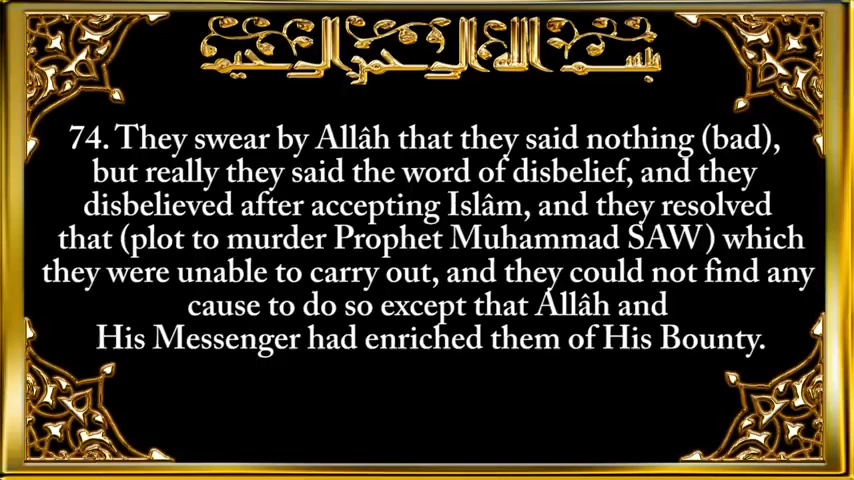 بسم الله الرحمن الرحيم
74. They swear by Allâh that they said nothing (bad),
but really they said the word of disbelief, and they
disbelieved after accepting Islâm, and they resolved
that (plot to murder Prophet Muhammad SAW) which
they were unable to carry out, and they could not find any
cause to do so except that Allâh and
His Messenger had enriched them of His Bounty.